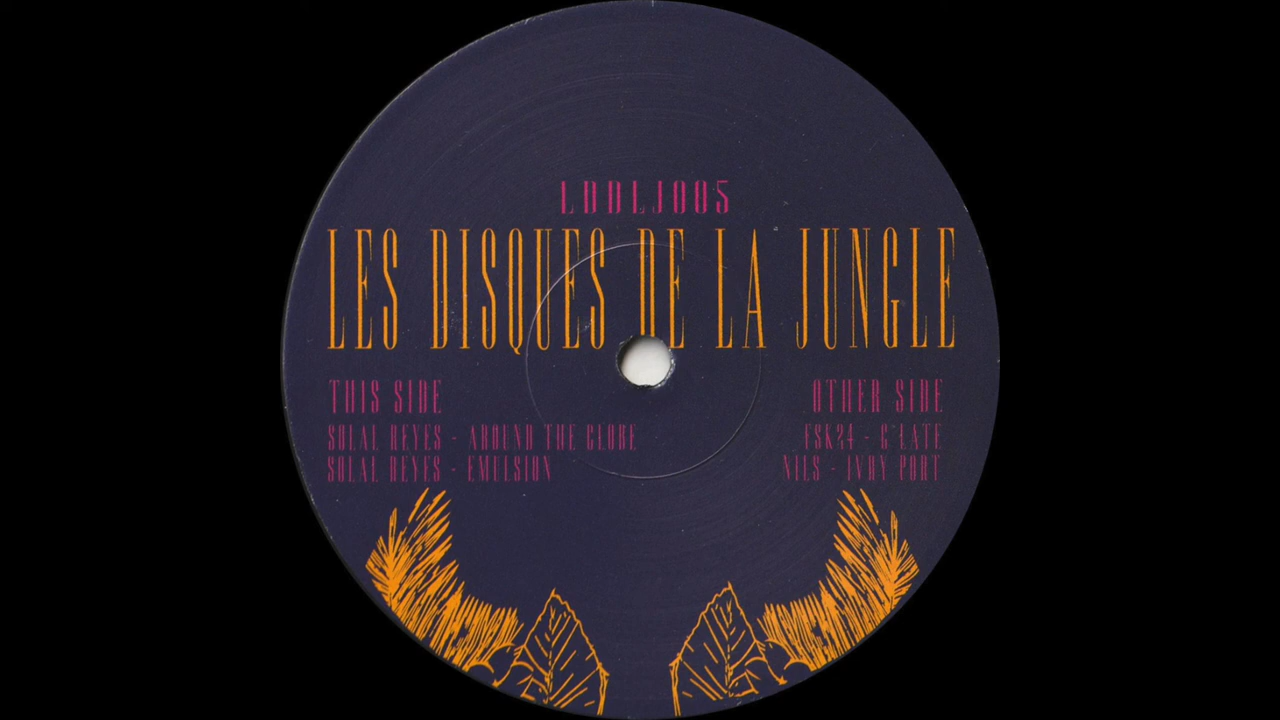 LDDLJ005
LES DISQUES DE LA JUNGLE
THIS SIDE
SOLAL REYES - AROUND THE GLOBE
SOLAL REYES - EMULSION
OTHER SIDE
FSK24 - G'LATE
NILS - IVRY PORT